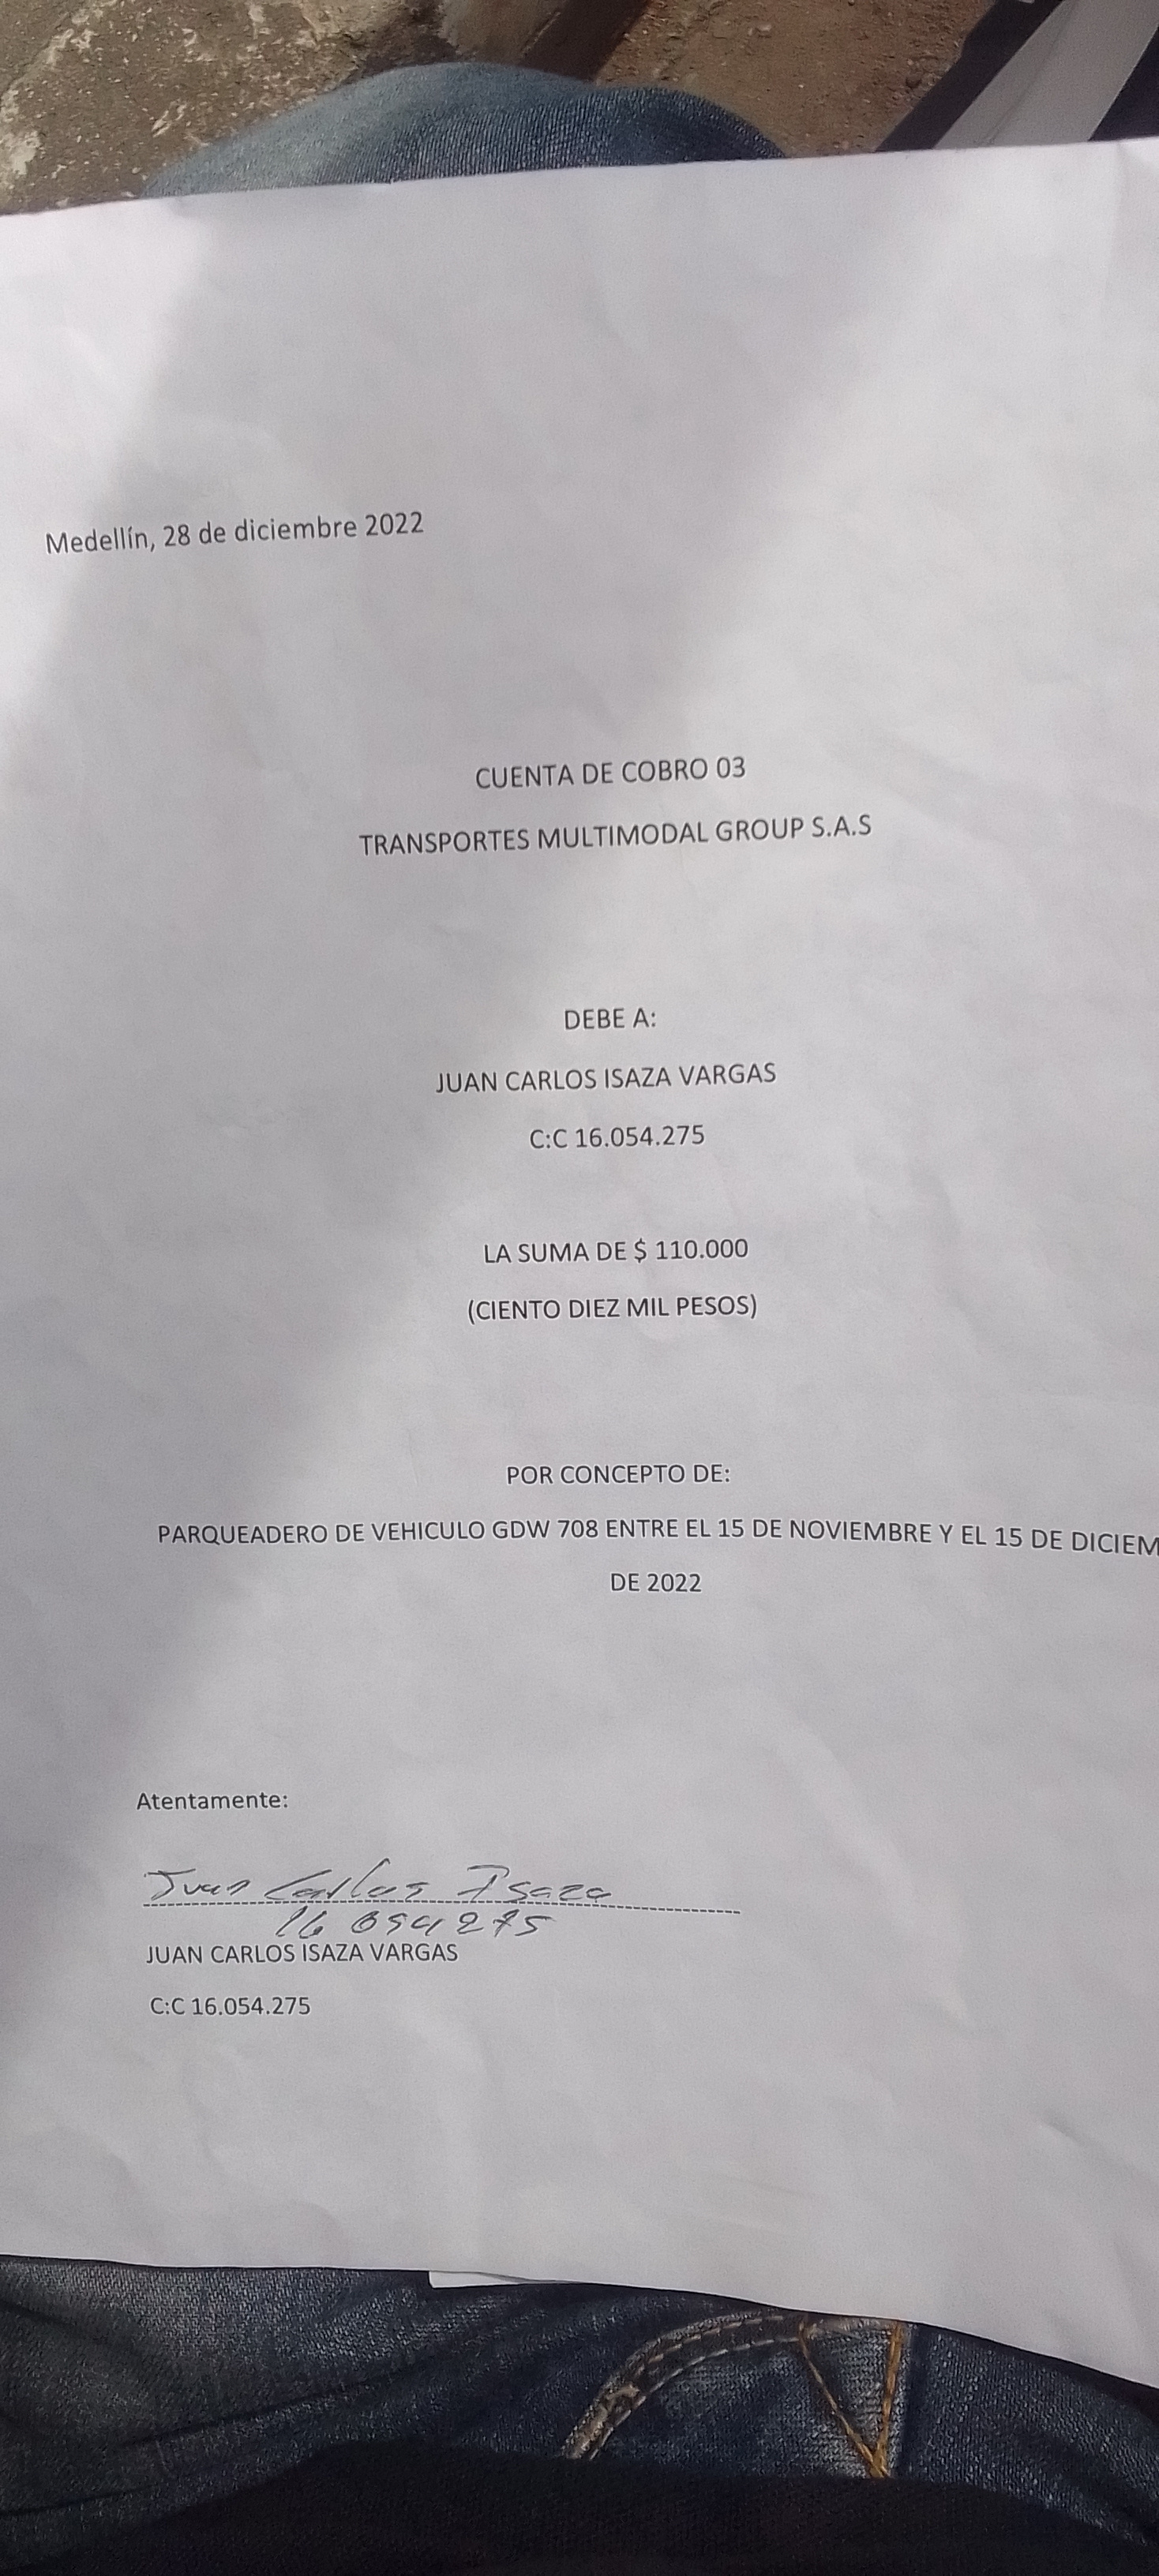 Medellín, 28 de diciembre 2022
CUENTA DE COBRO 03
TRANSPORTES MULTIMODAL GROUP S.A.S
DEBE A:
JUAN CARLOS ISAZA VARGAS
C:C 16.054.275
LA SUMA DE $ 110.000
(CIENTO DIEZ MIL PESOS)
POR CONCEPTO DE:
PARQUEADERO DE VEHICULO GDW 708 ENTRE EL 15 DE NOVIEMBRE Y EL 15 DE DICIEM
DE 2022
Atentamente:
Juan Carlos Isaza
16 054275
JUAN CARLOS ISAZA VARGAS
C:C 16.054.275